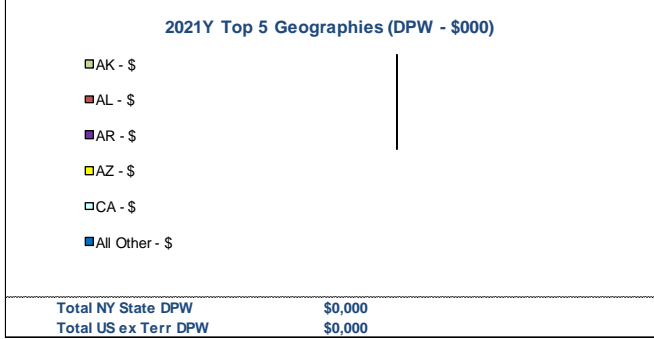 2021Y Top 5 Geographies (DPW - $000)
AK - $
AL - $
AR - $
AZ - $
CA - $
All Other - $
Total NY State DPW $0,000
Total US ex Terr DPW $0,000